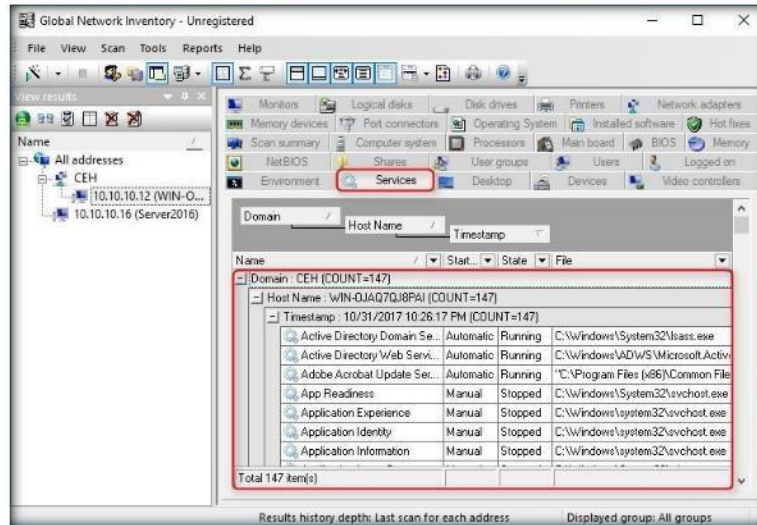 Global Network Inventory - Unregistered
File View Scan Tools Reports Help
View results
Name
All addresses
CEH
10.10.10.12 (WIN-O...
10.10.10.16 (Server2016)
Monitors Logical disks Disk drives Printers Network adapters
Memory devices Port connectors Operating System Installed software Hot fixes
Scan summary Computer system Processors Main board BIOS Memory
NetBIOS Shares User groups Users Logged on
Environment Services Desktop Devices Video controllers
Domain
Host Name
Timestamp
Name Start... State File
Domain : CEH (COUNT=147)
Host Name : WIN-OJAQ7QJ8PAI (COUNT=147)
Timestamp : 10/31/2017 10:26:17 PM (COUNT=147)
Active Directory Domain Se... Automatic Running C:\Windows\System32\lsass.exe
Active Directory Web Servi... Automatic Running C:\Windows\ADWS\Microsoft.Activ
Adobe Acrobat Update Ser... Automatic Running "C:\Program Files (x86)\Common File
App Readiness Manual Stopped C:\Windows\System32\svchost.exe
Application Experience Manual Stopped C:\Windows\system32\svchost.exe
Application Identity Manual Stopped C:\Windows\system32\svchost.exe
Application Information Manual Stopped C:\Windows\system32\svchost.exe
Total 147 item(s)
Results history depth: Last scan for each address Displayed group: All groups